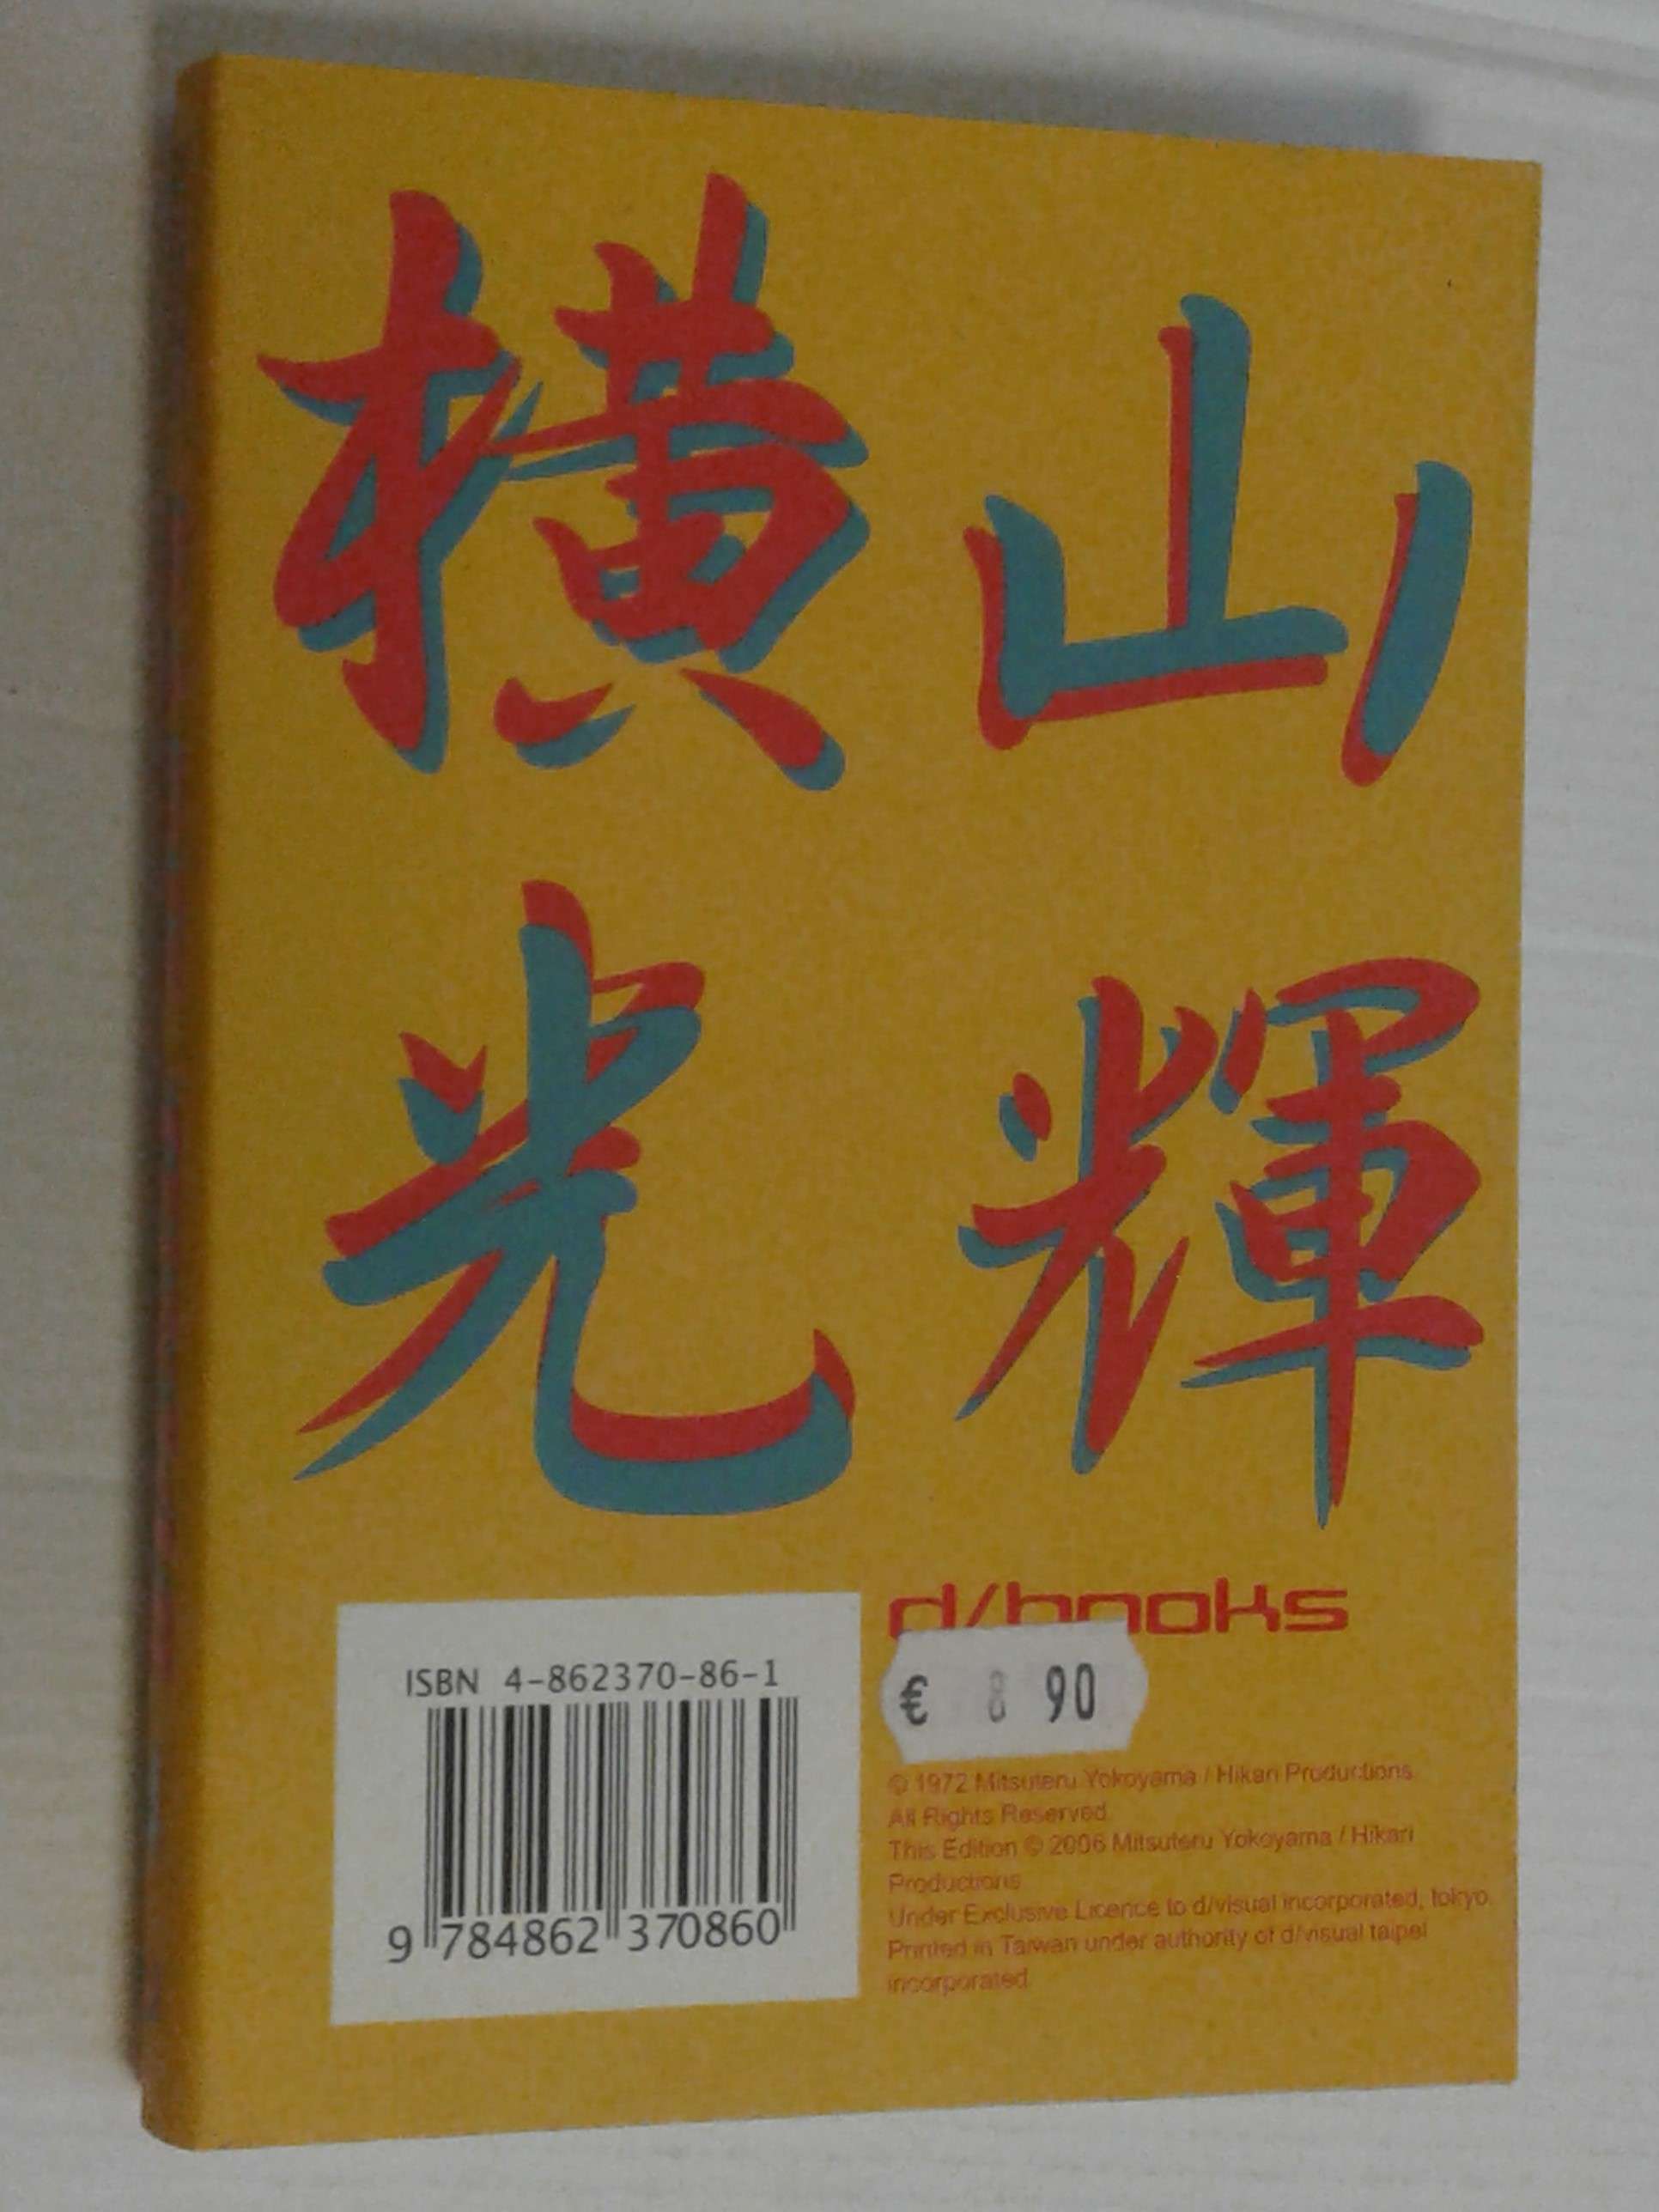 横山
光輝
d/books
€ 8 90
ISBN 4-862370-86-1
9 784862 370860
© 1972 Mitsuteru Yokoyama / Hikari Productions
All Rights Reserved
This Edition © 2006 Mitsuteru Yokoyama / Hikari
Productions
Under Exclusive Licence to d/visual incorporated, tokyo.
Printed in Taiwan under authority of d/visual taipei
incorporated